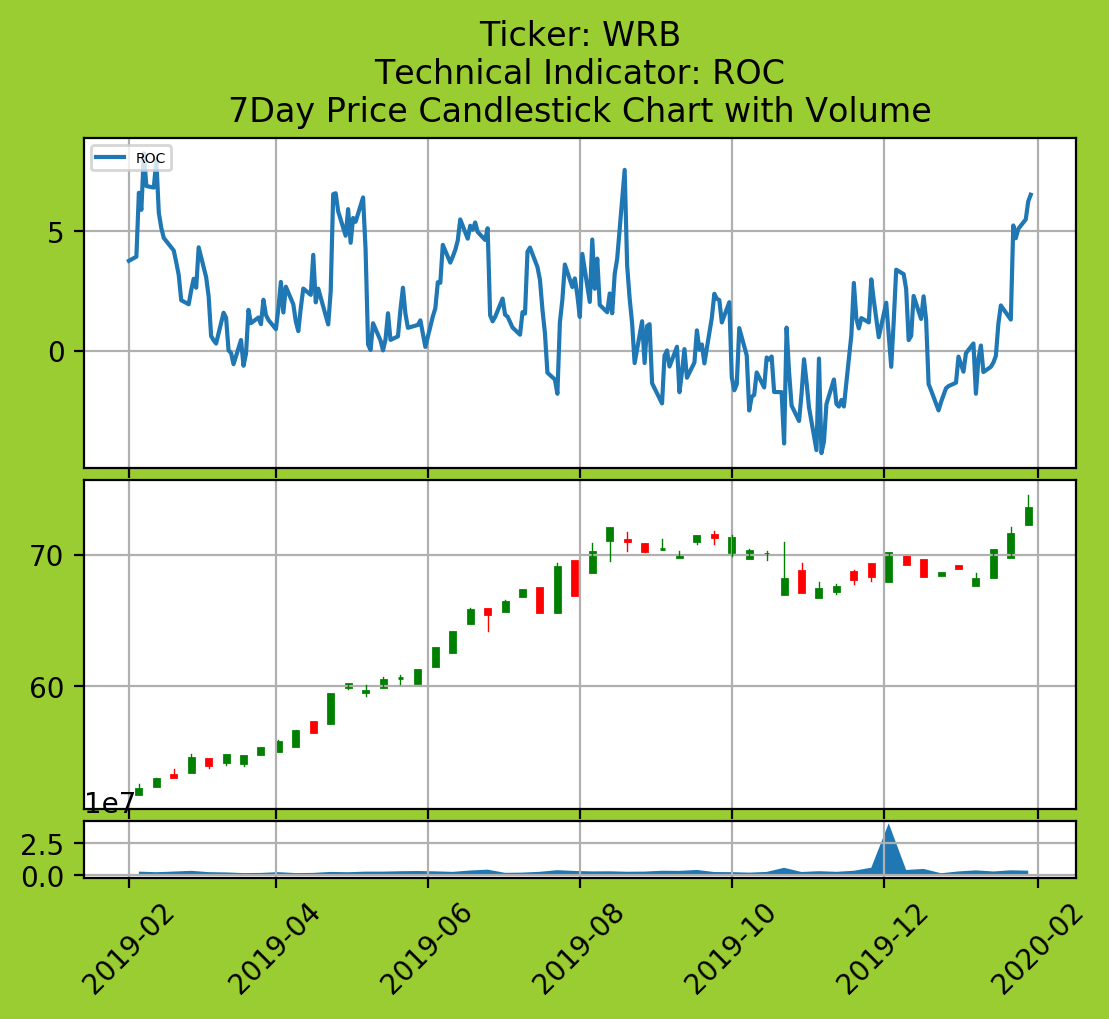 Ticker: WRB
Technical Indicator: ROC
7Day Price Candlestick Chart with Volume
ROC
5
0
70
60
1e7
2.5
0.0
2019-02
2019-04
2019-06
2019-08
2019-10
2019-12
2020-02